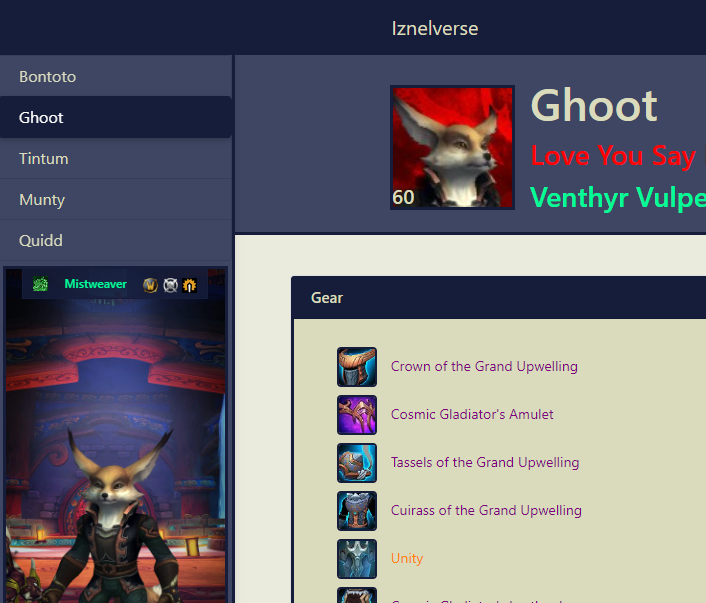 Iznelverse
Bontoto
Ghoot
Tintum
Munty
Quidd
Mistweaver
60
Ghoot
Love You Say
Venthyr Vulpe
Gear
Crown of the Grand Upwelling
Cosmic Gladiator's Amulet
Tassels of the Grand Upwelling
Cuirass of the Grand Upwelling
Unity